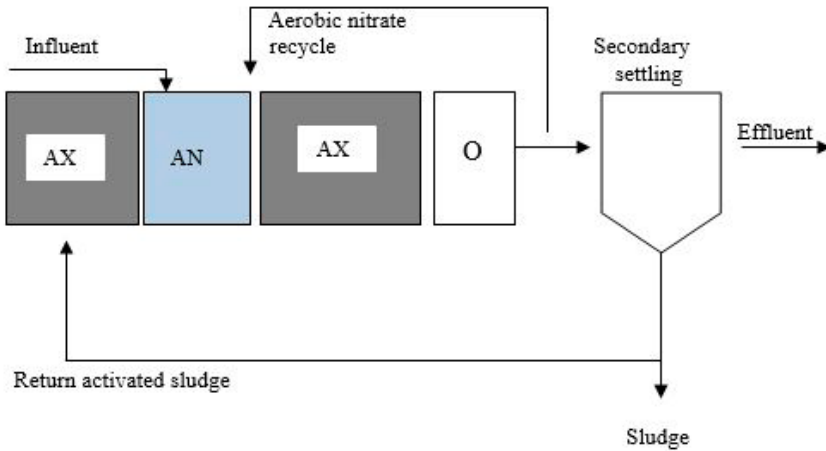 Aerobic nitrate
recycle
Influent
Secondary
settling
Effluent
AX
AN
AX
O
Return activated sludge
Sludge